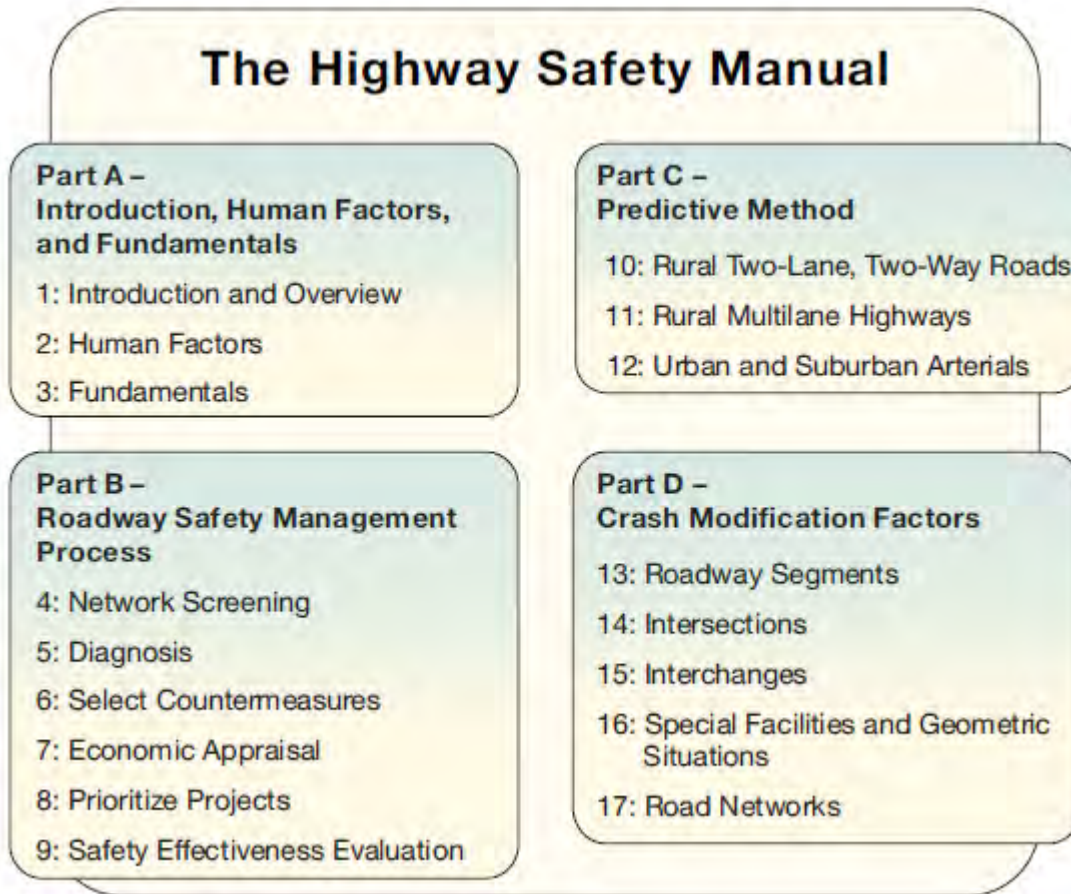 The Highway Safety Manual
Part A –
Introduction, Human Factors,
and Fundamentals
1: Introduction and Overview
2: Human Factors
3: Fundamentals
Part B –
Roadway Safety Management
Process
4: Network Screening
5: Diagnosis
6: Select Countermeasures
7: Economic Appraisal
8: Prioritize Projects
9: Safety Effectiveness Evaluation
Part C –
Predictive Method
10: Rural Two-Lane, Two-Way Roads
11: Rural Multilane Highways
12: Urban and Suburban Arterials
Part D –
Crash Modification Factors
13: Roadway Segments
14: Intersections
15: Interchanges
16: Special Facilities and Geometric
Situations
17: Road Networks